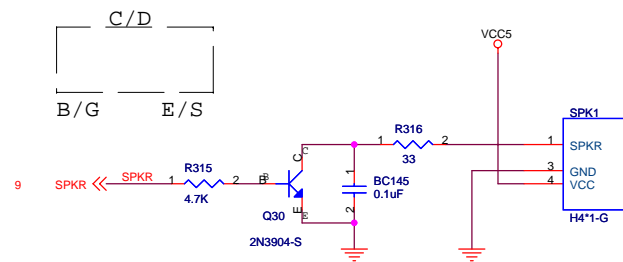 C/D
B/G E/S
VCC5
SPK1
R316
1 2
33
1 SPKR
3 GND
4 VCC
H4*1-G
9 SPKR SPKR
R315
1 2
4.7K
B B
C C
E E
Q30
2N3904-S
1
BC145
0.1uF
2